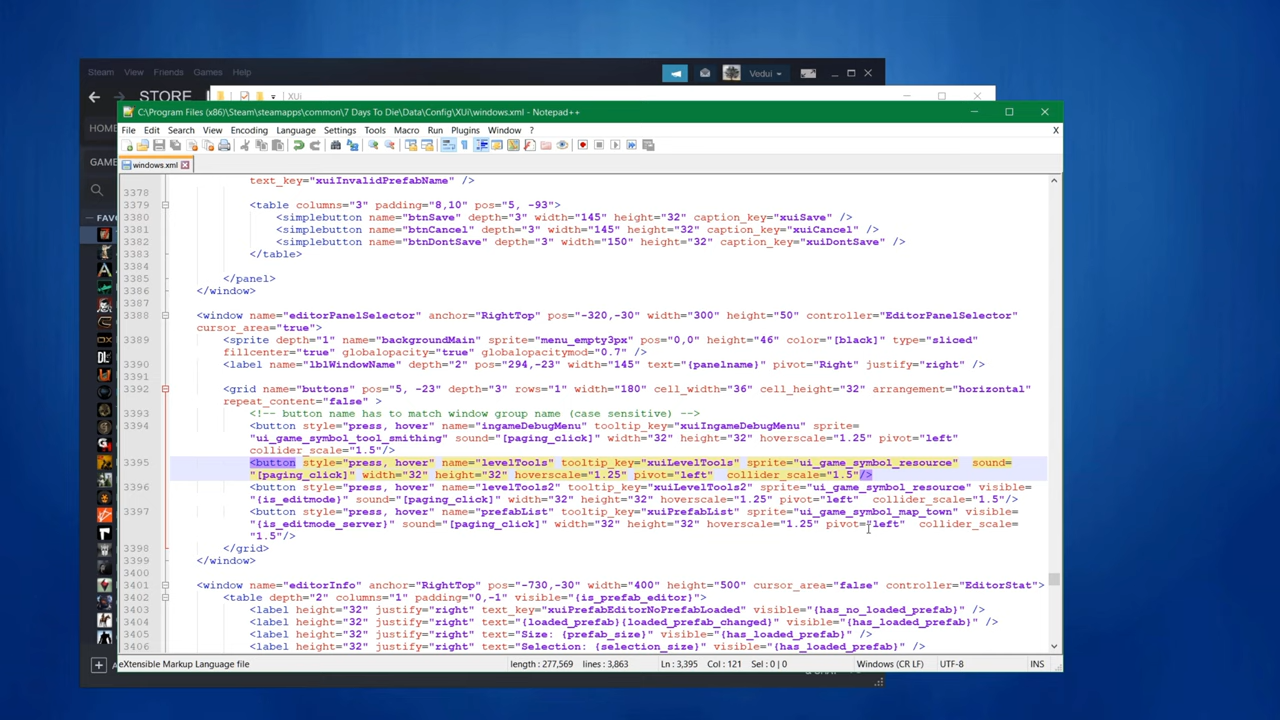 Steam View Friends Games Help Vedui
STORE
XUi
HOM
GAME
FAVO
C:\Program Files (x86)\Steam\steamapps\common\7 Days To Die\Data\Config\XUi\windows.xml - Notepad++
File Edit Search View Encoding Language Settings Tools Macro Run Plugins Window ? X
windows.xml
text_key="xuiInvalidPrefabName" />
3378
3379 <table columns="3" padding="8,10" pos="5, -93">
3380 <simplebutton name="btnSave" depth="3" width="145" height="32" caption_key="xuiSave" />
3381 <simplebutton name="btnCancel" depth="3" width="145" height="32" caption_key="xuiCancel" />
3382 <simplebutton name="btnDontSave" depth="3" width="150" height="32" caption_key="xuiDontSave" />
3383 </table>
3384
3385 </panel>
3386 </window>
3387
3388 <window name="editorPanelSelector" anchor="RightTop" pos="-320,-30" width="300" height="50" controller="EditorPanelSelector"
cursor_area="true">
3389 <sprite depth="1" name="backgroundMain" sprite="menu_empty3px" pos="0,0" height="46" color="[black]" type="sliced"
fillcenter="true" globalopacity="true" globalopacitymod="0.7" />
3390 <label name="lblWindowName" depth="2" pos="294,-23" width="145" text="{panelname}" pivot="Right" justify="right" />
3391
3392 <grid name="buttons" pos="5, -23" depth="3" rows="1" width="180" cell_width="36" cell_height="32" arrangement="horizontal"
repeat_content="false" >
3393 <!-- button name has to match window group name (case sensitive) -->
3394 <button style="press, hover" name="ingameDebugMenu" tooltip_key="xuiIngameDebugMenu" sprite=
"ui_game_symbol_tool_smithing" sound="[paging_click]" width="32" height="32" hoverscale="1.25" pivot="left"
collider_scale="1.5"/>
3395 <button style="press, hover" name="levelTools" tooltip_key="xuiLevelTools" sprite="ui_game_symbol_resource" sound=
"[paging_click]" width="32" height="32" hoverscale="1.25" pivot="left" collider_scale="1.5"/>
3396 <button style="press, hover" name="levelTools2" tooltip_key="xuiLevelTools2" sprite="ui_game_symbol_resource" visible=
"{is_editmode}" sound="[paging_click]" width="32" height="32" hoverscale="1.25" pivot="left" collider_scale="1.5"/>
3397 <button style="press, hover" name="prefabList" tooltip_key="xuiPrefabList" sprite="ui_game_symbol_map_town" visible=
"{is_editmode_server}" sound="[paging_click]" width="32" height="32" hoverscale="1.25" pivot="left" collider_scale=
"1.5"/>
3398 </grid>
3399 </window>
3400
3401 <window name="editorInfo" anchor="RightTop" pos="-730,-30" width="400" height="500" cursor_area="false" controller="EditorStat">
3402 <table depth="2" columns="1" padding="0,-1" visible="{is_prefab_editor}">
3403 <label height="32" justify="right" text_key="xuiPrefabEditorNoPrefabLoaded" visible="{has_no_loaded_prefab}" />
3404 <label height="32" justify="right" text="{loaded_prefab}{loaded_prefab_changed}" visible="{has_loaded_prefab}" />
3405 <label height="32" justify="right" text="Size: {prefab_size}" visible="{has_loaded_prefab}" />
3406 <label height="32" justify="right" text="Selection: {selection_size}" visible="{has_loaded_prefab}" />
eXtensible Markup Language file length : 277,569 lines : 3,863 Ln : 3,395 Col : 121 Sel : 0 | 0 Windows (CR LF) UTF-8 INS